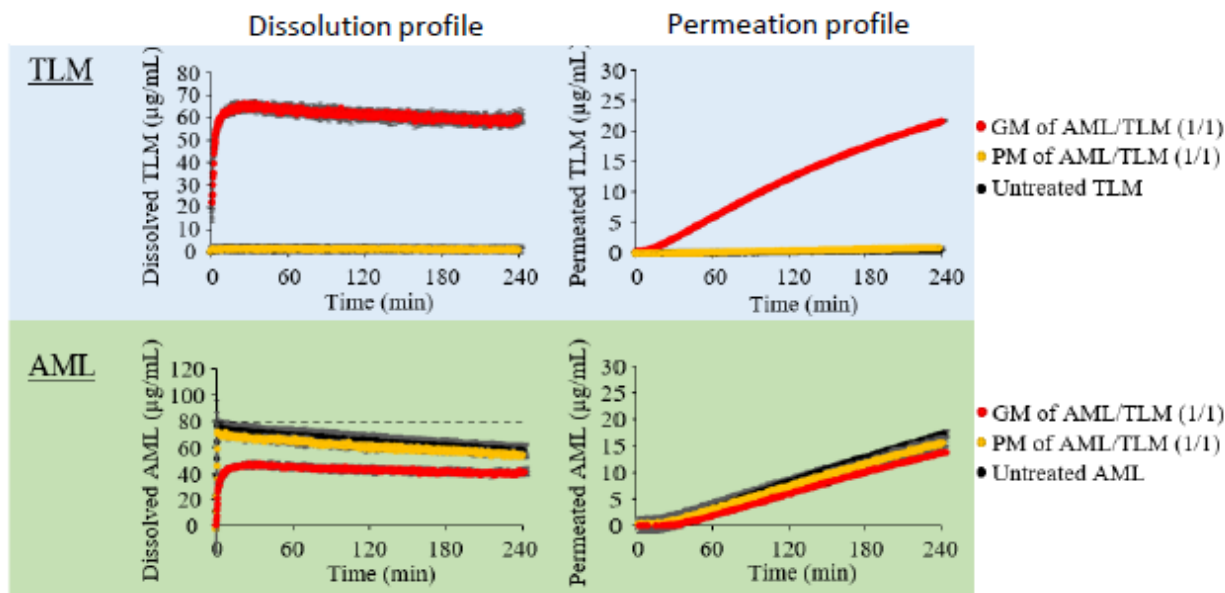 Dissolution profile
Permeation profile
TLM
Dissolved TLM (µg/mL)
80
70
60
50
40
30
20
10
0
0 60 120 180 240
Time (min)
Permeated TLM (µg/mL)
30
25
20
15
10
5
0
0 60 120 180 240
Time (min)
GM of AML/TLM (1/1)
PM of AML/TLM (1/1)
Untreated TLM
AML
Dissolved AML (µg/mL)
120
100
80
60
40
20
0
0 60 120 180 240
Time (min)
Permeated AML (µg/mL)
30
25
20
15
10
5
0
0 60 120 180 240
Time (min)
GM of AML/TLM (1/1)
PM of AML/TLM (1/1)
Untreated AML